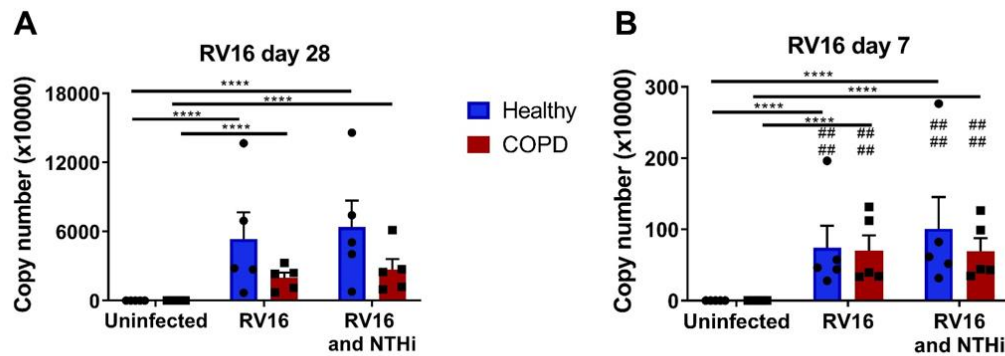 A
RV16 day 28
Copy number (x10000)
18000
12000
6000
0
****
****
****
****
Uninfected
RV16
RV16
and NTHi
Healthy
COPD
B
RV16 day 7
Copy number (x10000)
300
200
100
0
****
****
****
****
## ## ## ##
## ## ## ##
Uninfected
RV16
RV16
and NTHi